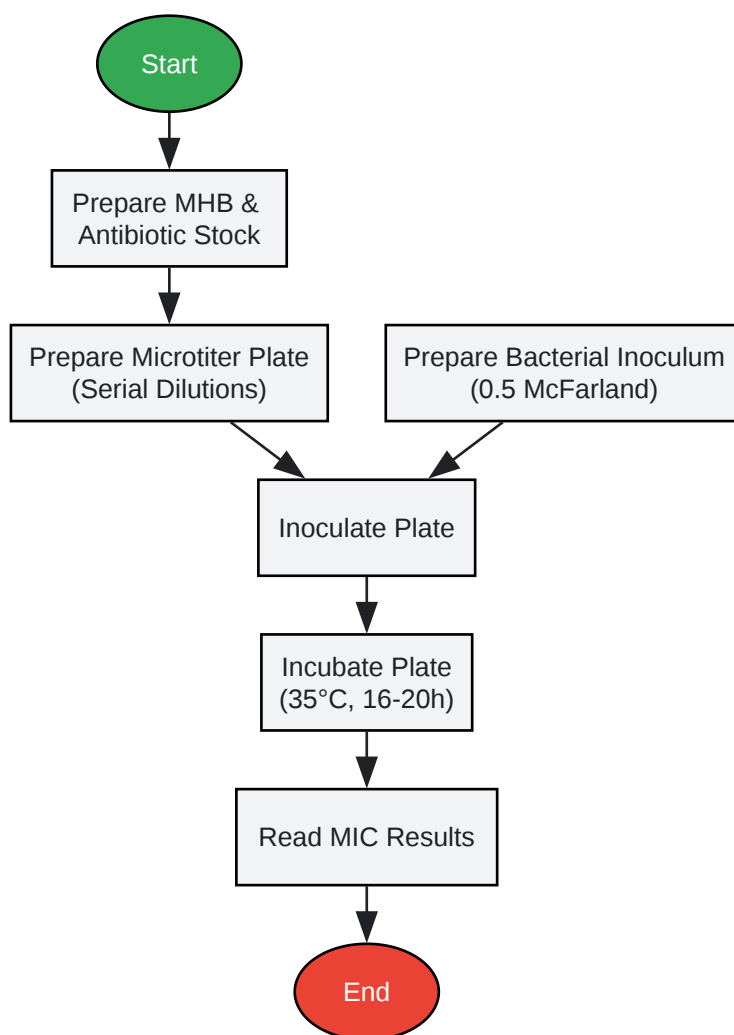 Start
Prepare MHB &
Antibiotic Stock
Prepare Microtiter Plate
(Serial Dilutions)
Prepare Bacterial Inoculum
(0.5 McFarland)
Inoculate Plate
Incubate Plate
(35°C, 16-20h)
Read MIC Results
End